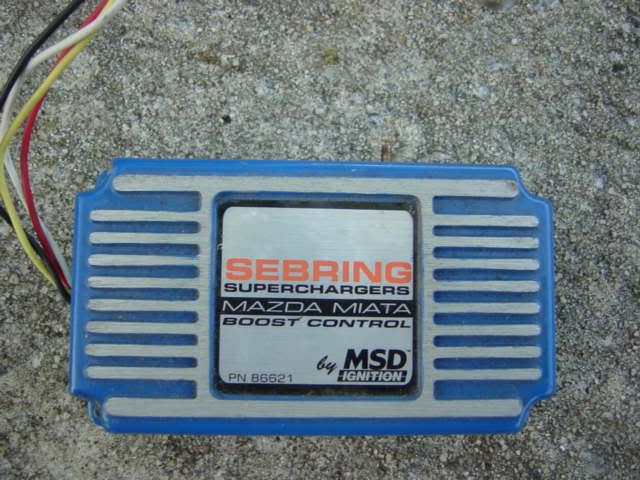 SEBRING
SUPERCHARGERS
MAZDA MIATA
BOOST CONTROL
by MSD
IGNITION
PN 86621